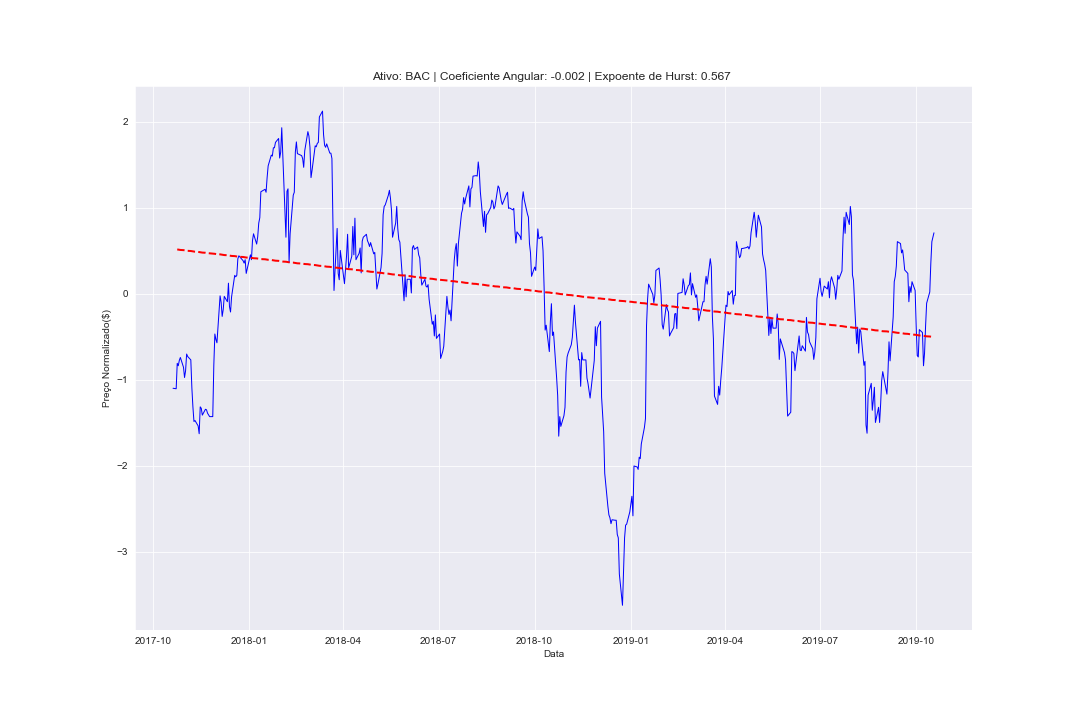 Ativo: BAC | Coeficiente Angular: -0.002 | Expoente de Hurst: 0.567
Preço Normalizado($)
2
1
0
−1
−2
−3
2017-10 2018-01 2018-04 2018-07 2018-10 2019-01 2019-04 2019-07 2019-10
Data